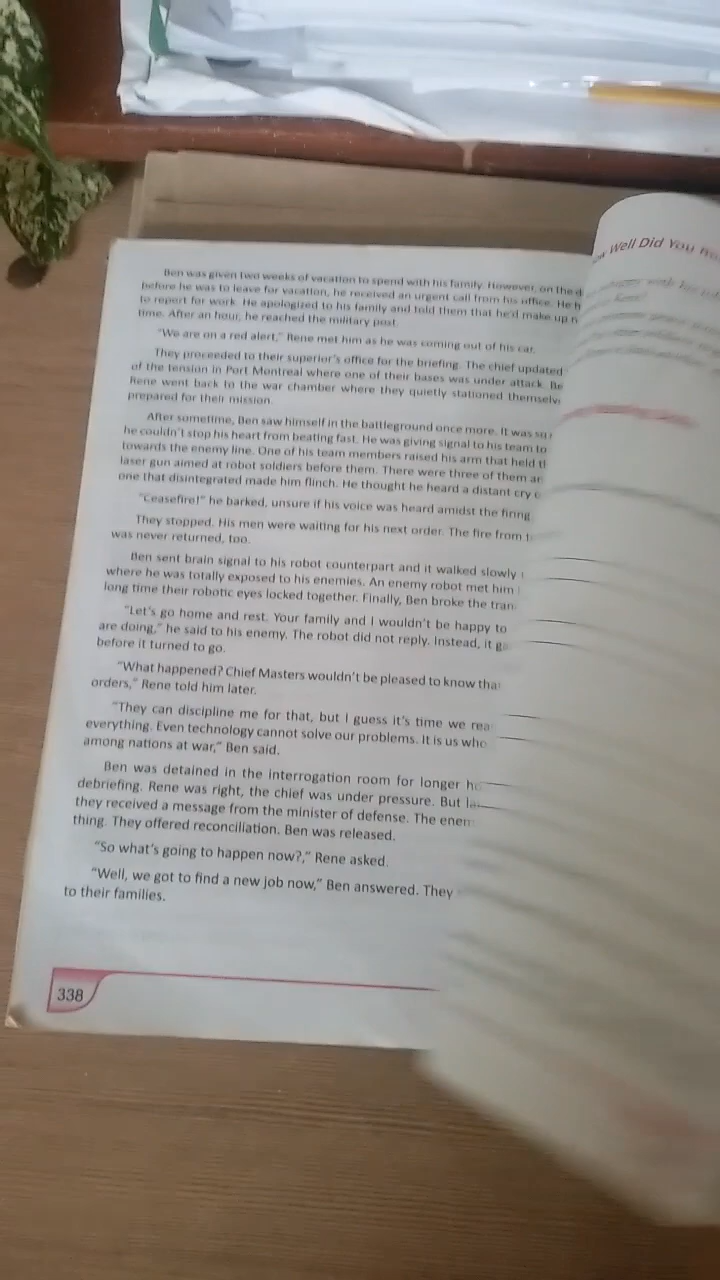 Ben was given two weeks of vacation to spend with his family. However, on the
before he was to leave for vacation, he received an urgent call from his office. He
to report for work. He apologized to his family and told them that he'd make up
time. After an hour, he reached the military post.
"We are on a red alert," Rene met him as he was coming out of his car.
They proceeded to their superior's office for the briefing. The chief updated
of the tension in Port Montreal where one of their bases was under attack.
Rene went back to the war chamber where they quietly stationed
prepared for their mission.
After sometime, Ben saw himself in the battleground once more. It was
he couldn't stop his heart from beating fast. He was giving signal to his team to
towards the enemy line. One of his team members raised his arm that held
laser gun aimed at robot soldiers before them. There were three of them
one that disintegrated made him flinch. He thought he heard a distant cry
"Ceasefire!" he barked, unsure if his voice was heard amidst the firing
They stopped. His men were waiting for his next order. The fire from
was never returned, too.
Ben sent brain signal to his robot counterpart and it walked slowly
where he was totally exposed to his enemies. An enemy robot met him
long time their robotic eyes locked together. Finally, Ben broke the
"Let's go home and rest. Your family and I wouldn't be happy to
are doing," he said to his enemy. The robot did not reply. Instead, it
before it turned to go.
"What happened? Chief Masters wouldn't be pleased to know
orders," Rene told him later.
"They can discipline me for that, but I guess it's time we
everything. Even technology cannot solve our problems. It is us
among nations at war," Ben said.
Ben was detained in the interrogation room for longer
debriefing. Rene was right, the chief was under pressure. But
they received a message from the minister of defense. The
thing. They offered reconciliation. Ben was released.
"So what's going to happen now?," Rene asked.
"Well, we got to find a new job now," Ben answered. They
to their families.
338
Well Did You